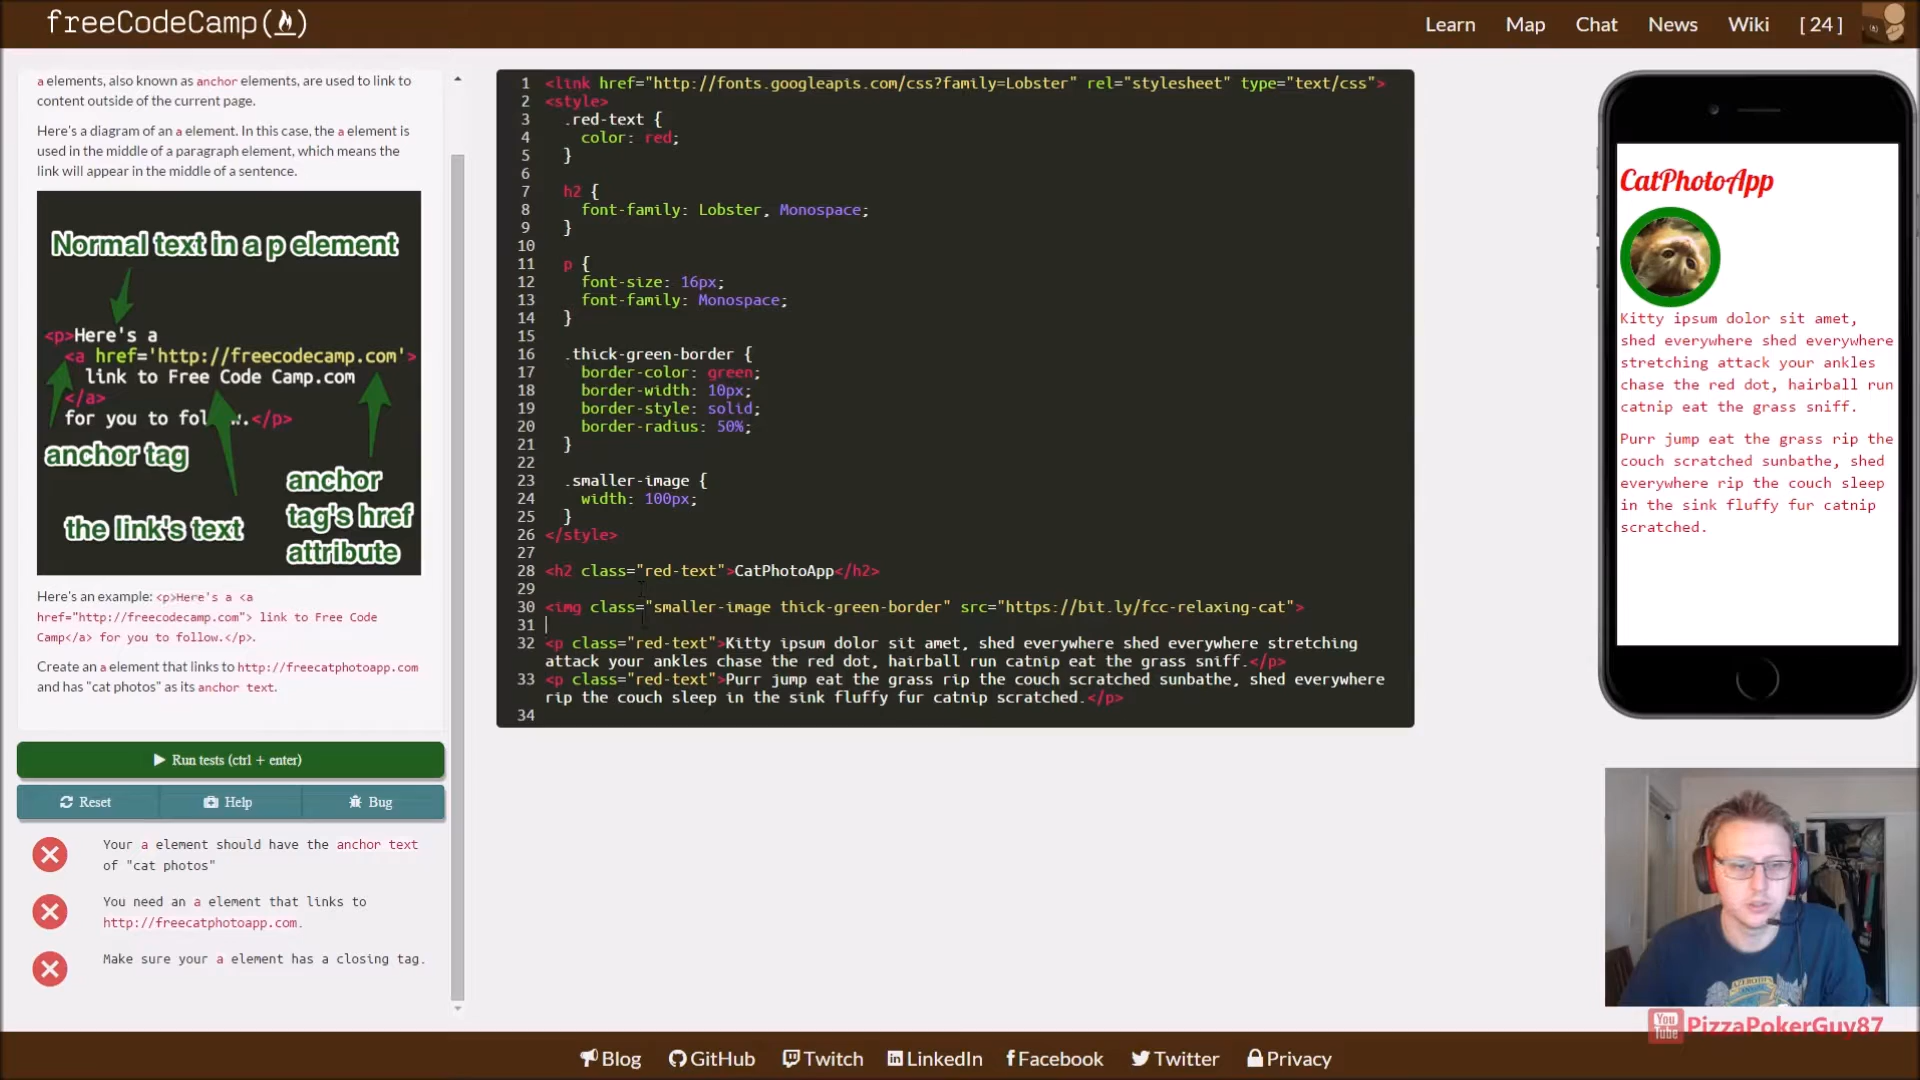 freeCodeCamp(🔥)
Learn Map Chat News Wiki [ 24 ]
a elements, also known as anchor elements, are used to link to
content outside of the current page.
Here's a diagram of an a element. In this case, the a element is
used in the middle of a paragraph element, which means the
link will appear in the middle of a sentence.
Normal text in a p element
<p>Here's a
<a href='http://freecodecamp.com'>
link to Free Code Camp.com
</a>
for you to fol ..</p>
anchor tag
the link's text
anchor
tag's href
attribute
Here's an example: <p>Here's a <a
href="http://freecodecamp.com"> link to Free Code
Camp</a> for you to follow.</p>.
Create an a element that links to http://freecatphotoapp.com
and has "cat photos" as its anchor text.
Run tests (ctrl + enter)
Reset Help Bug
Your a element should have the anchor text
of "cat photos"
You need an a element that links to
http://freecatphotoapp.com.
Make sure your a element has a closing tag.
1 <link href="http://fonts.googleapis.com/css?family=Lobster" rel="stylesheet" type="text/css">
2 <style>
3 .red-text {
4 color: red;
5 }
6
7 h2 {
8 font-family: Lobster, Monospace;
9 }
10
11 p {
12 font-size: 16px;
13 font-family: Monospace;
14 }
15
16 .thick-green-border {
17 border-color: green;
18 border-width: 10px;
19 border-style: solid;
20 border-radius: 50%;
21 }
22
23 .smaller-image {
24 width: 100px;
25 }
26 </style>
27
28 <h2 class="red-text">CatPhotoApp</h2>
29
30 <img class="smaller-image thick-green-border" src="https://bit.ly/fcc-relaxing-cat">
31
32 <p class="red-text">Kitty ipsum dolor sit amet, shed everywhere shed everywhere stretching
attack your ankles chase the red dot, hairball run catnip eat the grass sniff.</p>
33 <p class="red-text">Purr jump eat the grass rip the couch scratched sunbathe, shed everywhere
rip the couch sleep in the sink fluffy fur catnip scratched.</p>
34
CatPhotoApp
Kitty ipsum dolor sit amet,
shed everywhere shed everywhere
stretching attack your ankles
chase the red dot, hairball run
catnip eat the grass sniff.
Purr jump eat the grass rip the
couch scratched sunbathe, shed
everywhere rip the couch sleep
in the sink fluffy fur catnip
scratched.
You Tube PizzaPokerGuy87
Blog GitHub Twitch LinkedIn Facebook Twitter Privacy